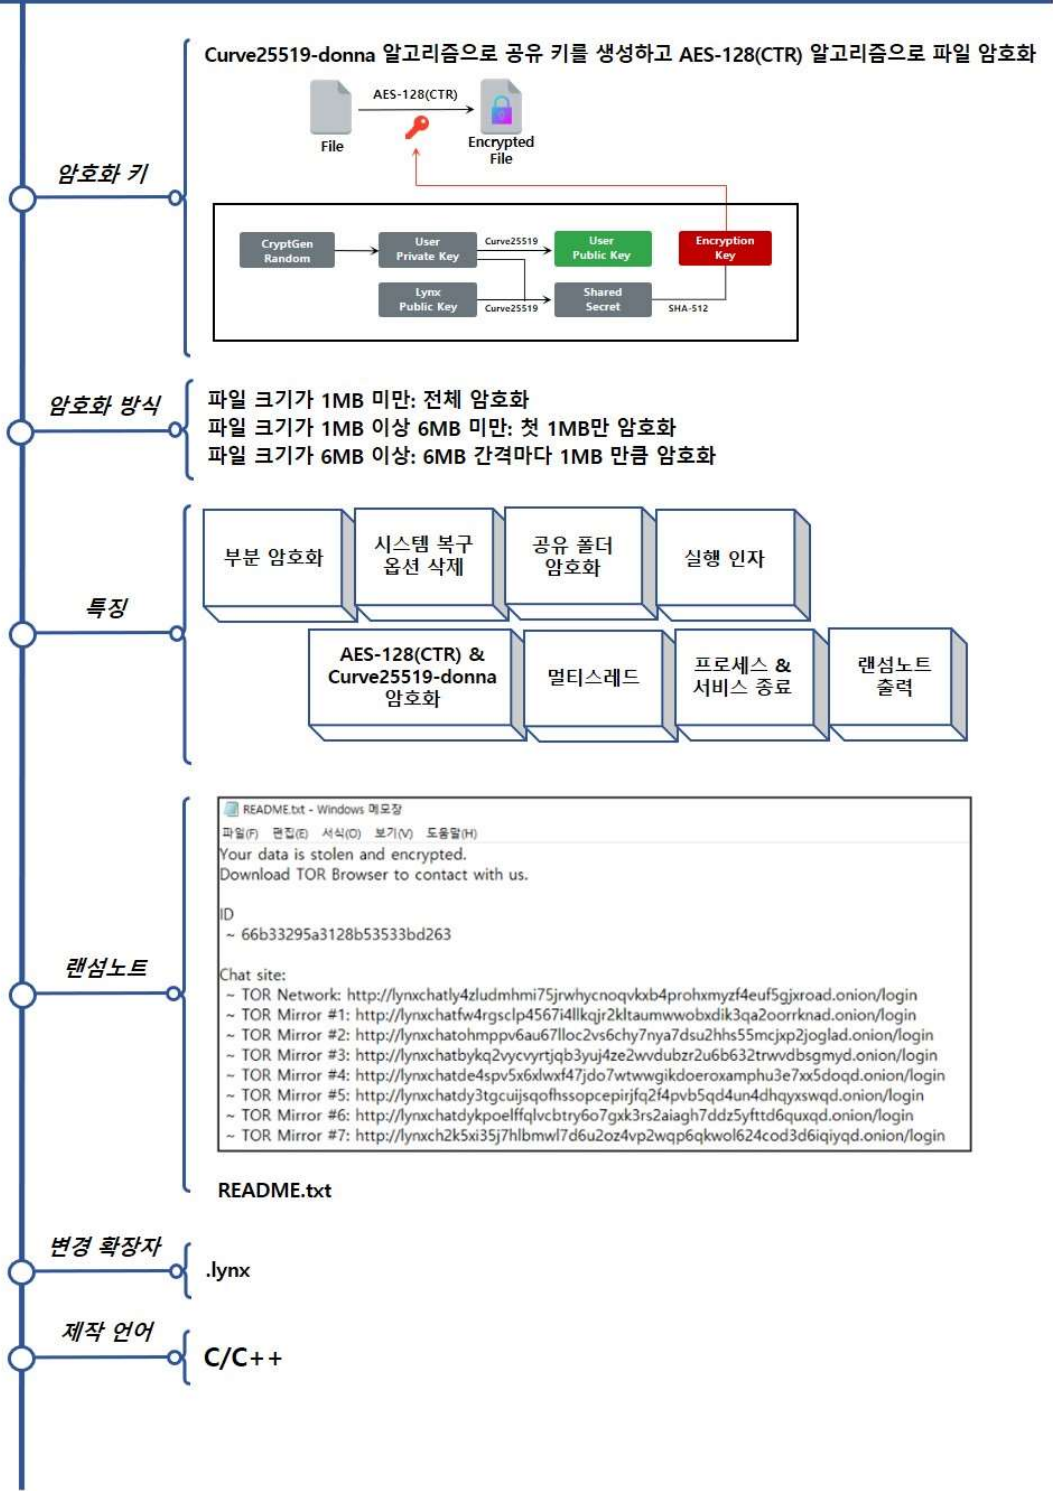 Curve25519-donna 알고리즘으로 공유 키를 생성하고 AES-128(CTR) 알고리즘으로 파일 암호화
AES-128(CTR)
File
Encrypted
File
암호화 키
CryptGen
Random
User
Private Key
Curve25519
User
Public Key
Encryption
Key
Lynx
Public Key
Curve25519
Shared
Secret
SHA-512
암호화 방식
파일 크기가 1MB 미만: 전체 암호화
파일 크기가 1MB 이상 6MB 미만: 첫 1MB만 암호화
파일 크기가 6MB 이상: 6MB 간격마다 1MB 만큼 암호화
특징
부분 암호화
시스템 복구
옵션 삭제
공유 폴더
암호화
실행 인자
AES-128(CTR) &
Curve25519-donna
암호화
멀티스레드
프로세스 &
서비스 종료
랜섬노트
출력
랜섬노트
README.txt - Windows 메모장
파일(F) 편집(E) 서식(O) 보기(V) 도움말(H)
Your data is stolen and encrypted.
Download TOR Browser to contact with us.
ID
~ 66b33295a3128b53533bd263
Chat site:
~ TOR Network: http://lynxchatly4zludmhmi75jrwhycnoqvkxb4prohxmyzf4euf5gjxroad.onion/login
~ TOR Mirror #1: http://lynxchatfw4rgsclp4567i4llkqjr2kltaumwwobxdik3qa2oorrknad.onion/login
~ TOR Mirror #2: http://lynxchatohmppv6au67lloc2vs6chy7nya7dsu2hhs55mcjxp2joglad.onion/login
~ TOR Mirror #3: http://lynxchatbykq2vycvyrtjqb3yuj4ze2wvdubzr2u6b632trwvdbsgmyd.onion/login
~ TOR Mirror #4: http://lynxchatde4spv5x6xlwxf47jdo7wtwwgikdoeroxamphu3e7xx5doqd.onion/login
~ TOR Mirror #5: http://lynxchatdy3tgcuijsqofhssopcepirjfq2f4pvb5qd4un4dhqyxswqd.onion/login
~ TOR Mirror #6: http://lynxchatdykpoelffqlvcbtry6o7gxk3rs2aiagh7ddz5yfttd6quxqd.onion/login
~ TOR Mirror #7: http://lynxch2k5xi35j7hlbmwl7d6u2oz4vp2wqp6qkwol624cod3d6iqiyqd.onion/login
README.txt
변경 확장자
.lynx
제작 언어
C/C++